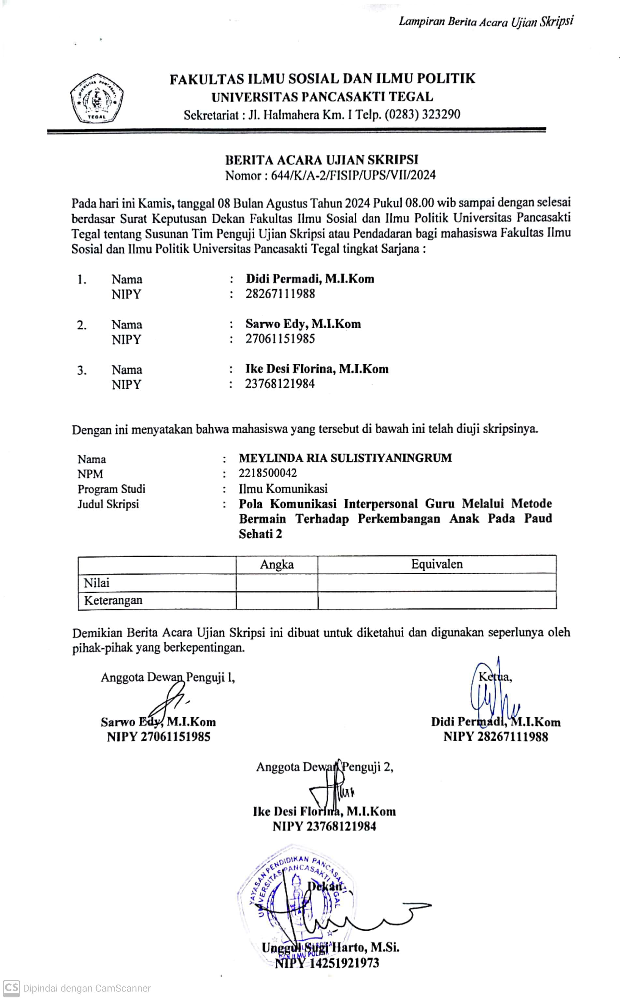 Lampiran Berita Acara Ujian Skripsi
UNIVERSITAS PANCASAKTI
TEGAL
FAKULTAS ILMU SOSIAL DAN ILMU POLITIK
UNIVERSITAS PANCASAKTI TEGAL
Sekretariat : Jl. Halmahera Km. I Telp. (0283) 323290
BERITA ACARA UJIAN SKRIPSI
Nomor : 644/K/A-2/FISIP/UPS/VII/2024
Pada hari ini Kamis, tanggal 08 Bulan Agustus Tahun 2024 Pukul 08.00 wib sampai dengan selesai
berdasar Surat Keputusan Dekan Fakultas Ilmu Sosial dan Ilmu Politik Universitas Pancasakti
Tegal tentang Susunan Tim Penguji Ujian Skripsi atau Pendadaran bagi mahasiswa Fakultas Ilmu
Sosial dan Ilmu Politik Universitas Pancasakti Tegal tingkat Sarjana :
1. Nama : Didi Permadi, M.I.Kom
NIPY : 28267111988
2. Nama : Sarwo Edy, M.I.Kom
NIPY : 27061151985
3. Nama : Ike Desi Florina, M.I.Kom
NIPY : 23768121984
Dengan ini menyatakan bahwa mahasiswa yang tersebut di bawah ini telah diuji skripsinya.
Nama : MEYLINDA RIA SULISTIYANINGRUM
NPM : 2218500042
Program Studi : Ilmu Komunikasi
Judul Skripsi : Pola Komunikasi Interpersonal Guru Melalui Metode
Bermain Terhadap Perkembangan Anak Pada Paud
Sehati 2
Angka Equivalen
Nilai
Keterangan
Demikian Berita Acara Ujian Skripsi ini dibuat untuk diketahui dan digunakan seperlunya oleh
pihak-pihak yang berkepentingan.
Anggota Dewan Penguji 1, Ketua,
Sarwo Edy, M.I.Kom Didi Permadi, M.I.Kom
NIPY 27061151985 NIPY 28267111988
Anggota Dewan Penguji 2,
Ike Desi Florina, M.I.Kom
NIPY 23768121984
YAYASAN PENDIDIKAN PANCASAKTI
UNIVERSITAS PANCASAKTI TEGAL
Dekan
Unggul Sugi Harto, M.Si.
DAN ILMU POLITIK
NIPY 14251921973
CS Dipindai dengan CamScanner